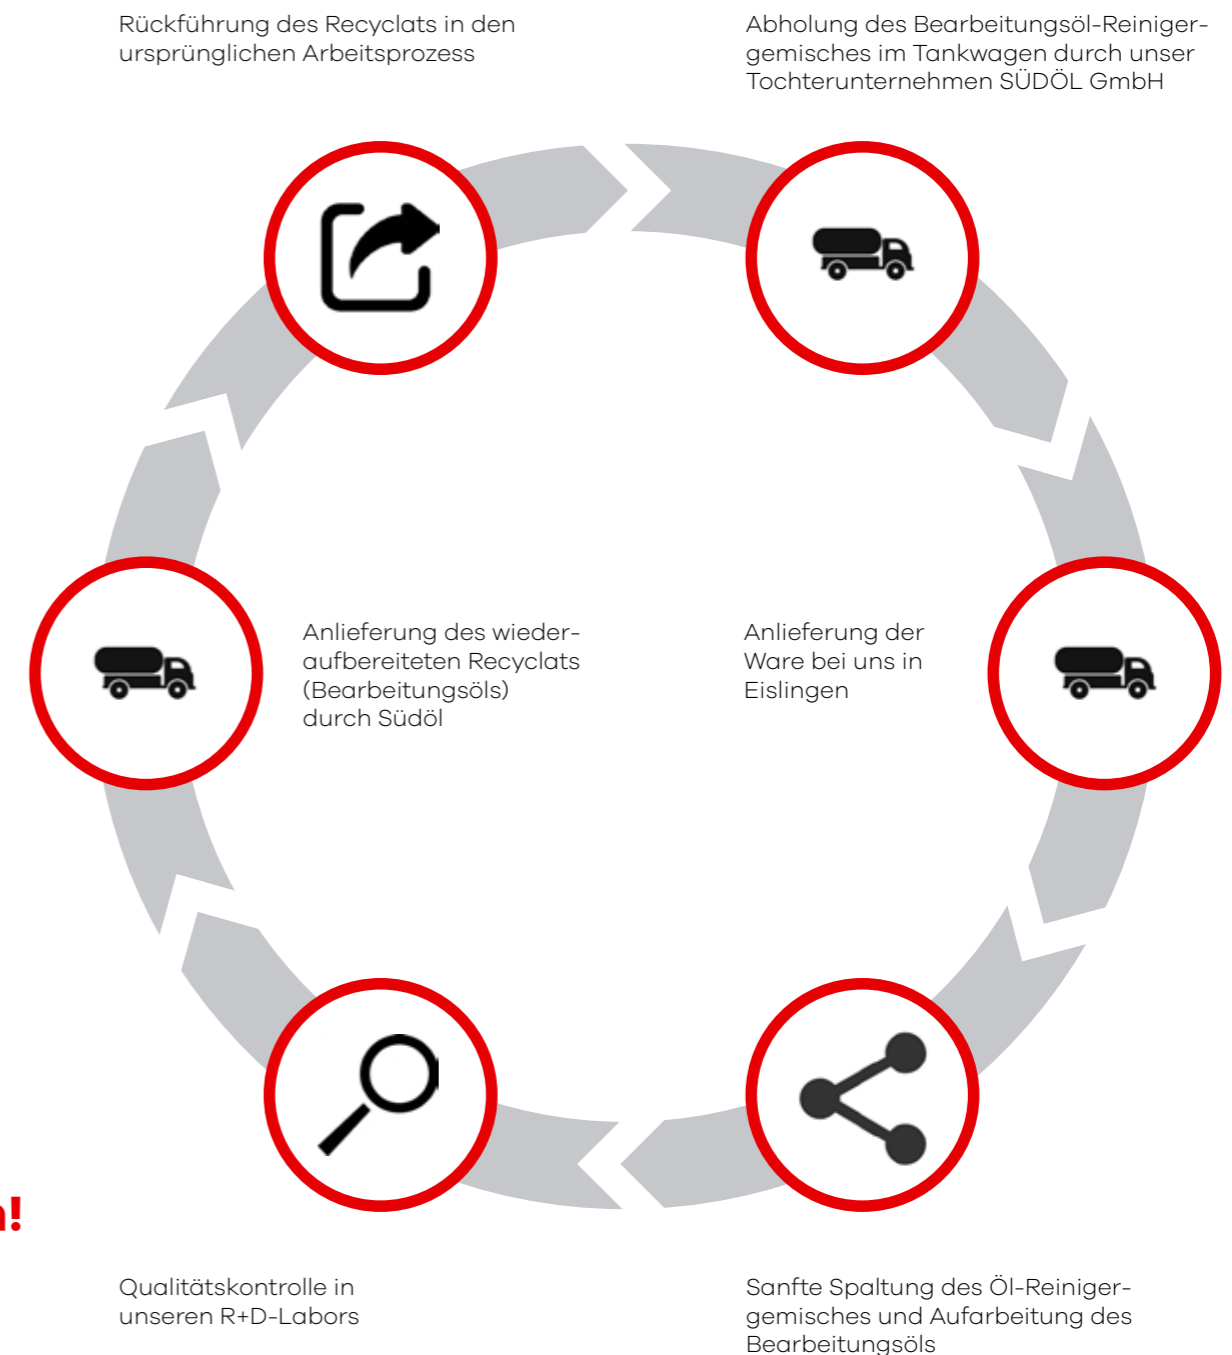 Rückführung des Recyclats in den
ursprünglichen Arbeitsprozess
Abholung des Bearbeitungsöl-Reiniger-
gemisches im Tankwagen durch unser
Tochterunternehmen SÜDÖL GmbH
Anlieferung des wieder-
aufbereiteten Recyclats
(Bearbeitungsöls)
durch Südöl
Anlieferung der
Ware bei uns in
Eislingen
Qualitätskontrolle in
unseren R+D-Labors
Sanfte Spaltung des Öl-Reiniger-
gemisches und Aufarbeitung des
Bearbeitungsöls